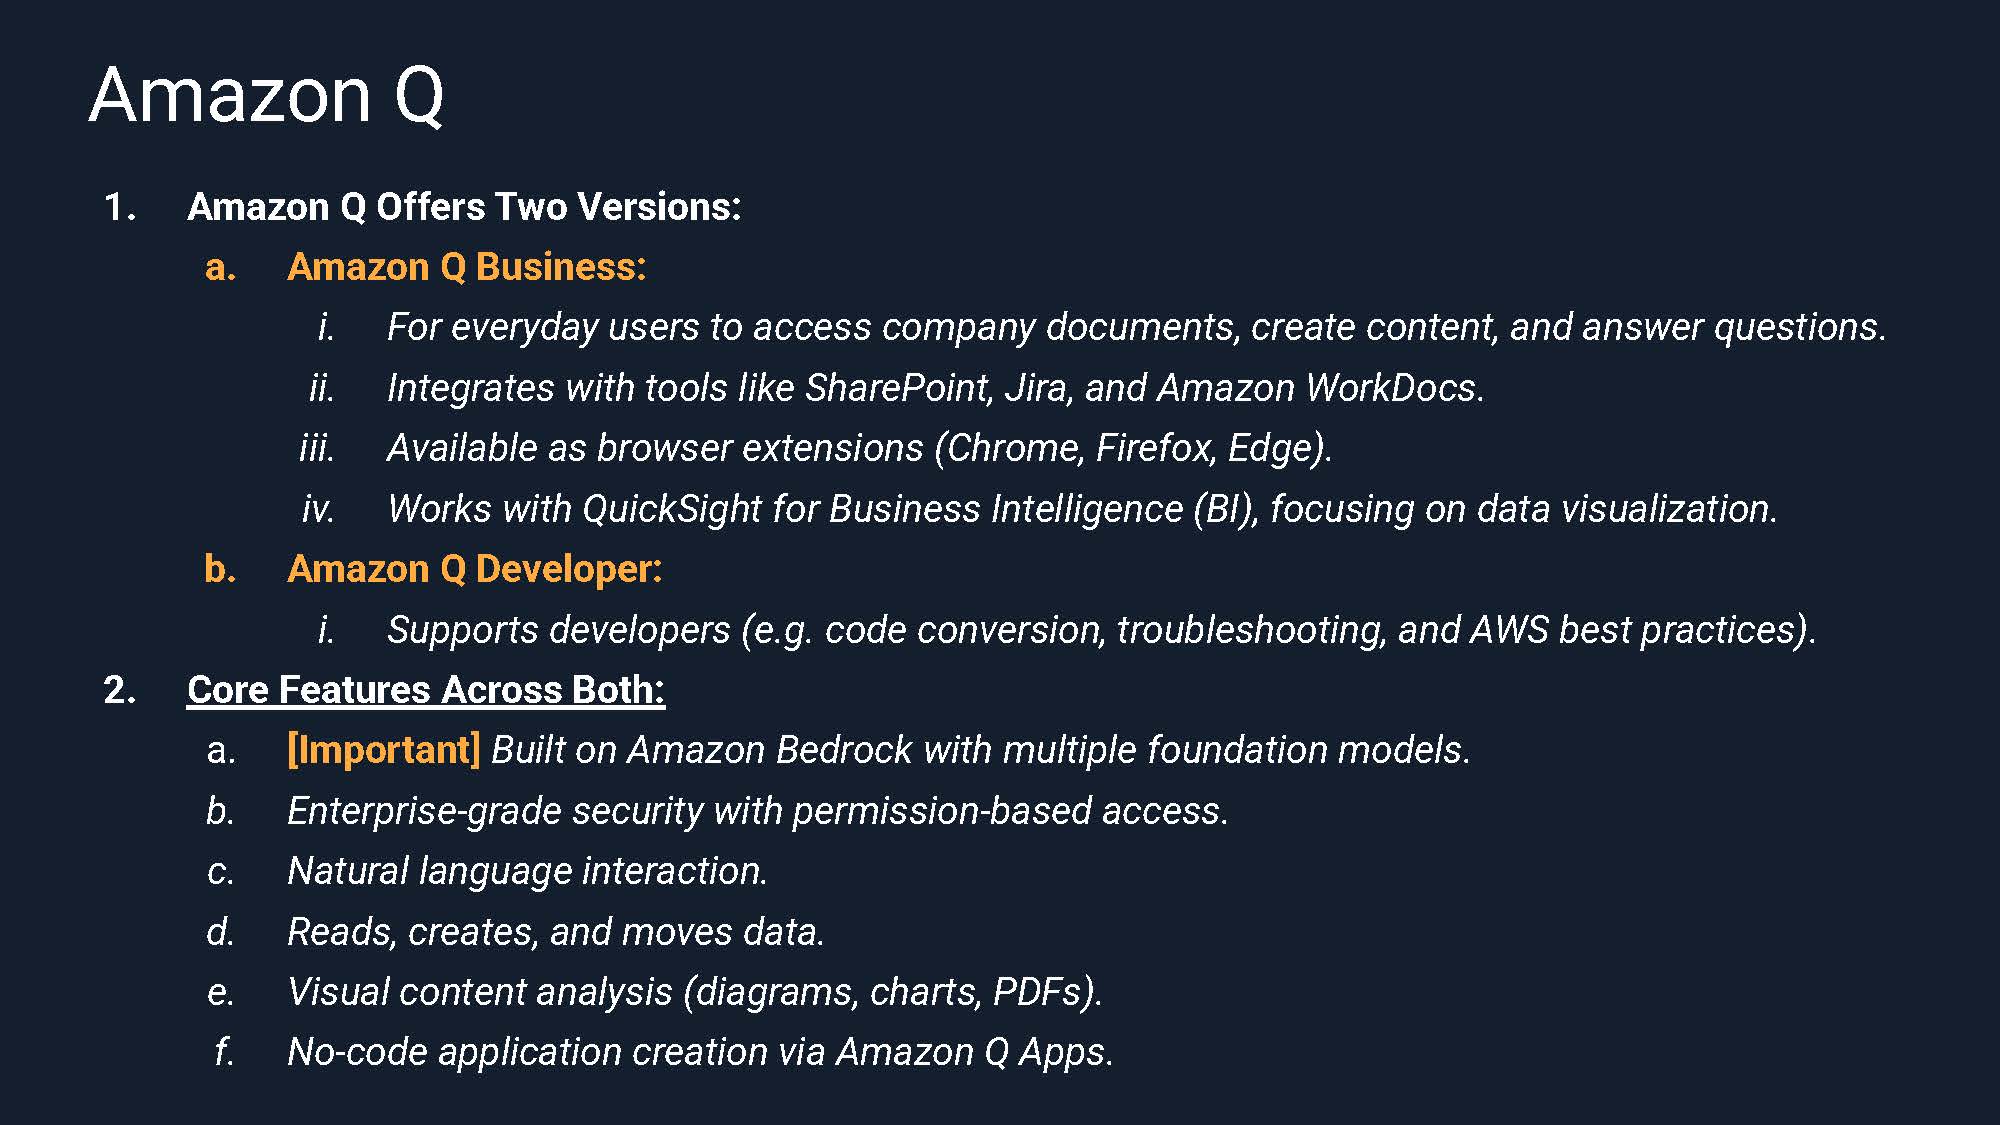 Amazon Q
1. Amazon Q Offers Two Versions:
a. Amazon Q Business:
i. For everyday users to access company documents, create content, and answer questions.
ii. Integrates with tools like SharePoint, Jira, and Amazon WorkDocs.
iii. Available as browser extensions (Chrome, Firefox, Edge).
iv. Works with QuickSight for Business Intelligence (BI), focusing on data visualization.
b. Amazon Q Developer:
i. Supports developers (e.g. code conversion, troubleshooting, and AWS best practices).
2. Core Features Across Both:
a. [Important] Built on Amazon Bedrock with multiple foundation models.
b. Enterprise-grade security with permission-based access.
c. Natural language interaction.
d. Reads, creates, and moves data.
e. Visual content analysis (diagrams, charts, PDFs).
f. No-code application creation via Amazon Q Apps.